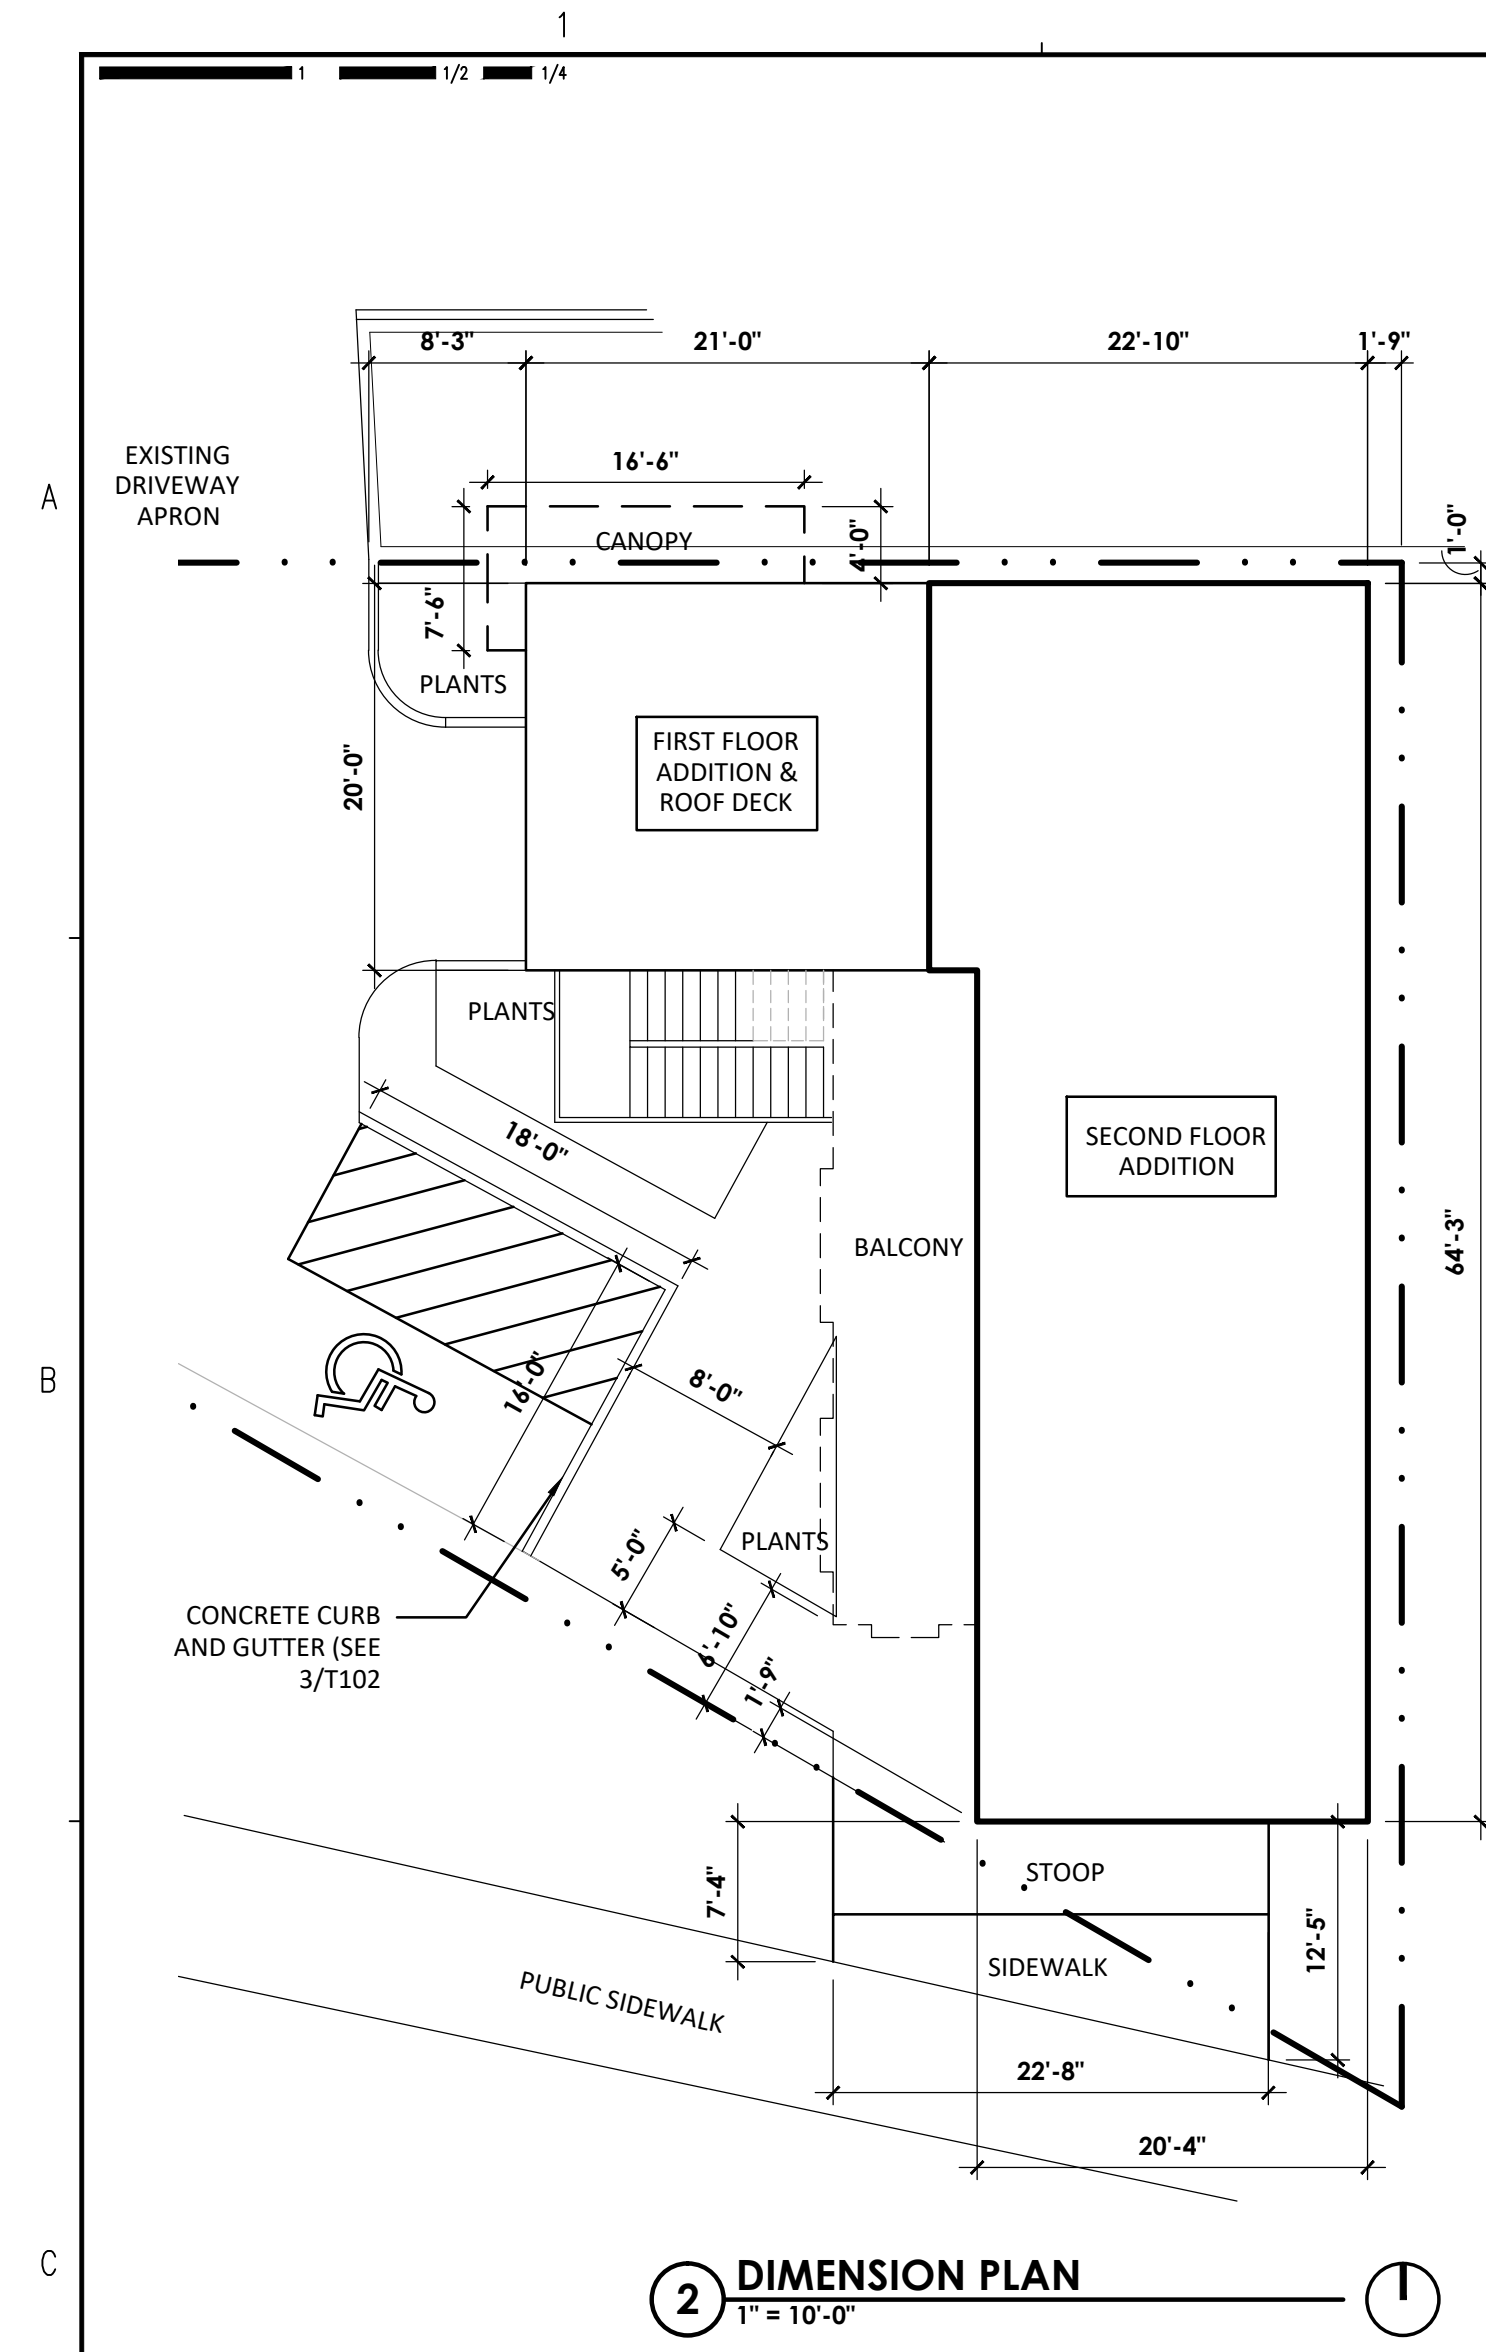 1
1
1/2
1/4
8'-3"
21'-0"
22'-10"
1'-9"
EXISTING
DRIVEWAY
APRON
A
16'-6"
CANOPY
4'-0"
1'-0"
7'-6"
PLANTS
20'-0"
FIRST FLOOR
ADDITION &
ROOF DECK
PLANTS
18'-0"
SECOND FLOOR
ADDITION
BALCONY
64'-3"
B
16'-0"
8'-0"
5'-0"
PLANTS
CONCRETE CURB
AND GUTTER (SEE
3/T102
6'-10"
1'-9"
7'-4"
STOOP
12'-5"
SIDEWALK
PUBLIC SIDEWALK
22'-8"
20'-4"
C
2
DIMENSION PLAN
1" = 10'-0"